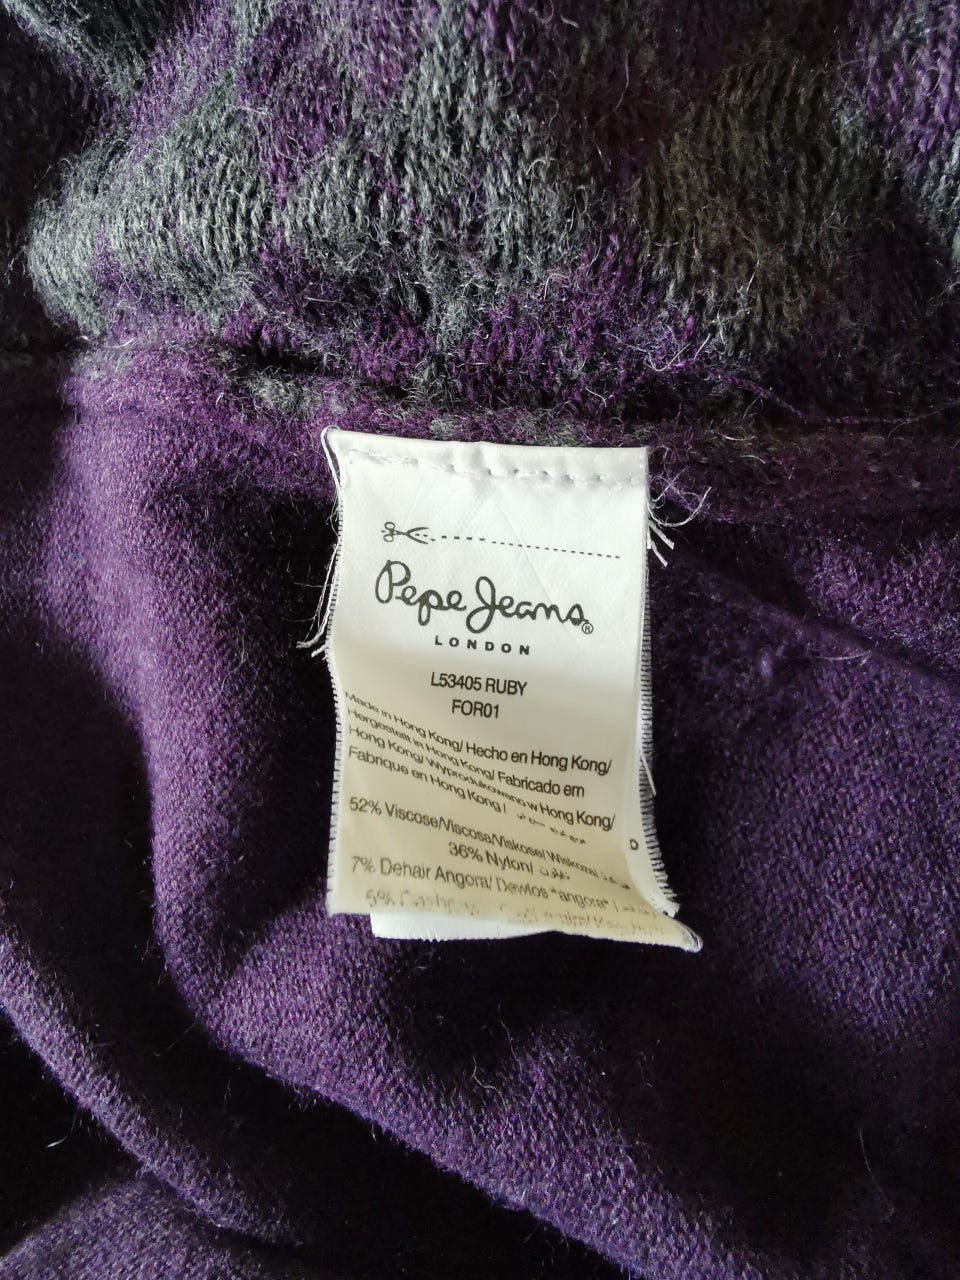 Pepe Jeans®
LONDON
L53405 RUBY
FOR01
Made in Hong Kong/ Hecho en Hong Kong/
Hergestellt in Hong Kong/ Fabricado em
Hong Kong/ Wyprodukowano w Hong Kong/
Fabrique en Hong Kong/
52% Viscose/Viscosa/Viskose/ Wiskoza/
36% Nylon/
7% Dehair Angora/ Dewlos *angora*
5%